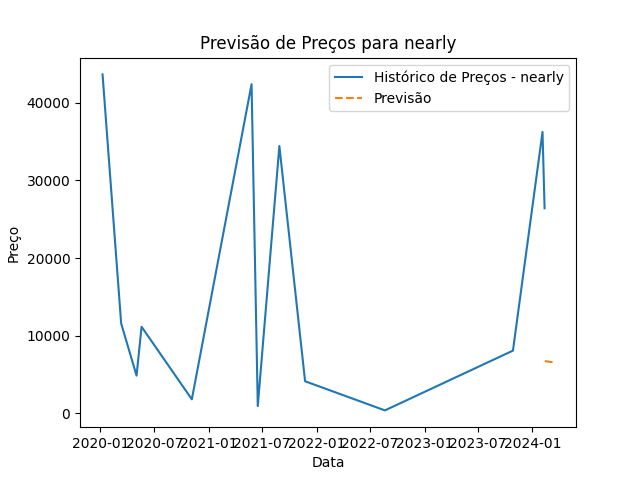 Previsão de Preços para nearly
Histórico de Preços - nearly
Previsão
40000
30000
20000
10000
0
Preço
2020-01 2020-07 2021-01 2021-07 2022-01 2022-07 2023-01 2023-07 2024-01
Data